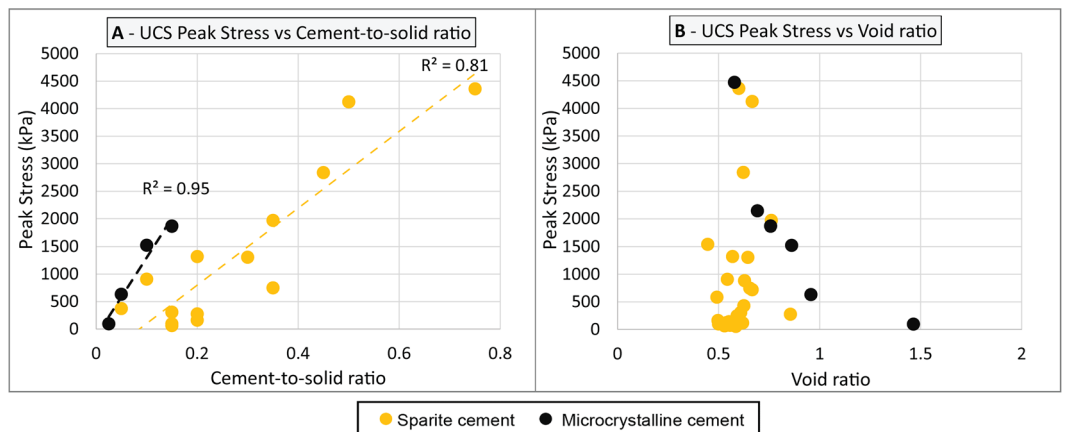 A - UCS Peak Stress vs Cement-to-solid ratio
R² = 0.81
R² = 0.95
Peak Stress (kPa)
5000
4500
4000
3500
3000
2500
2000
1500
1000
500
0
0 0.2 0.4 0.6 0.8
Cement-to-solid ratio
B - UCS Peak Stress vs Void ratio
Peak Stress (kPa)
5000
4500
4000
3500
3000
2500
2000
1500
1000
500
0
0 0.5 1 1.5 2
Void ratio
Sparite cement Microcrystalline cement